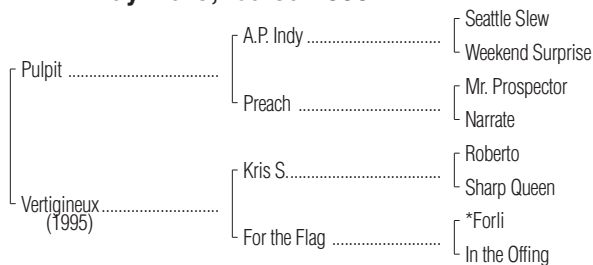 Seattle Slew
A.P. Indy
Weekend Surprise
Pulpit
Mr. Prospector
Preach
Narrate
Roberto
Kris S.
Sharp Queen
Vertigineux
(1995)
*Forli
For the Flag
In the Offing